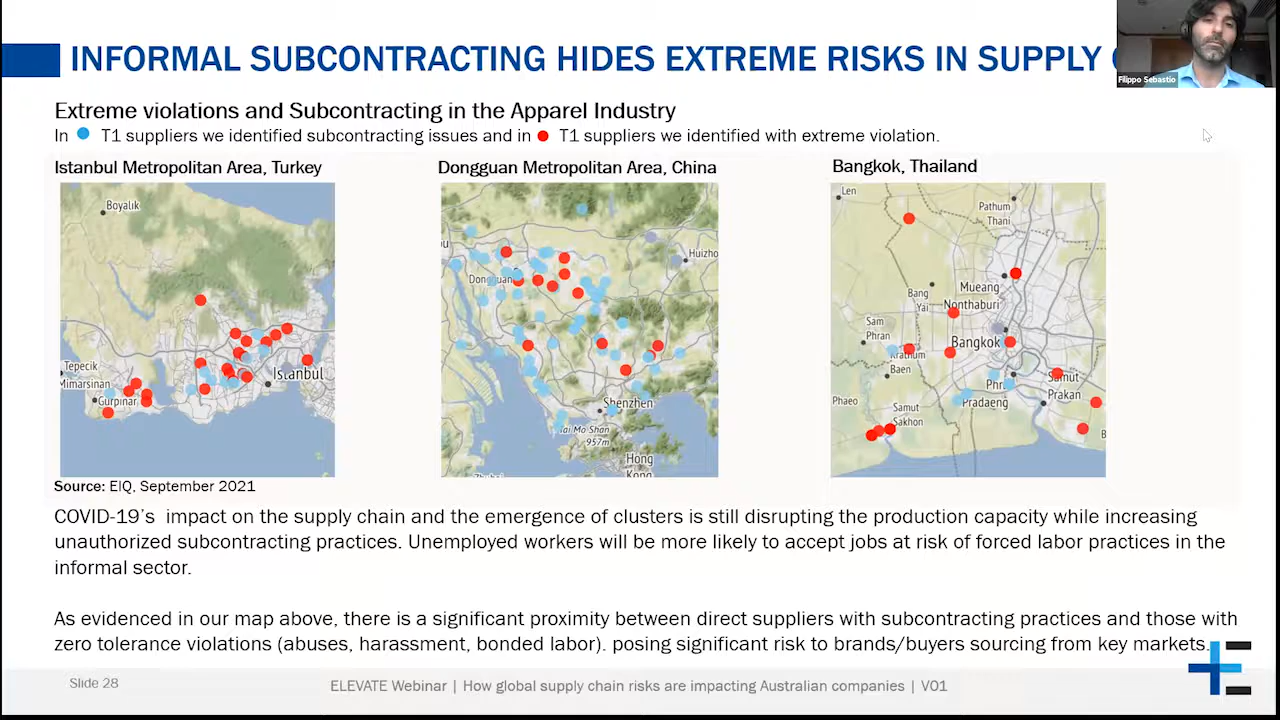 INFORMAL SUBCONTRACTING HIDES EXTREME RISKS IN SUPPLY
Filippo Sebastio
Extreme violations and Subcontracting in the Apparel Industry
In T1 suppliers we identified subcontracting issues and in T1 suppliers we identified with extreme violation.
Istanbul Metropolitan Area, Turkey
Dongguan Metropolitan Area, China
Bangkok, Thailand
Boyalık
Tepecik
Mimarsinan
Gurpinar
Istanbul
Huizho
Dongguan
Shenzhen
Tai Mo Shan
957m
Hong
Kong
Len
Pathum
Thani
Mueang
Nonthaburi
Bang
Yai
Sam
Phran
Krathum
Baen
Bangkok
Phr
Pradaeng
Samut
Prakan
Phaeo
Samut
Sakhon
B
Source: EIQ, September 2021
COVID-19's impact on the supply chain and the emergence of clusters is still disrupting the production capacity while increasing
unauthorized subcontracting practices. Unemployed workers will be more likely to accept jobs at risk of forced labor practices in the
informal sector.
As evidenced in our map above, there is a significant proximity between direct suppliers with subcontracting practices and those with
zero tolerance violations (abuses, harassment, bonded labor). posing significant risk to brands/buyers sourcing from key markets.
Slide 28
ELEVATE Webinar | How global supply chain risks are impacting Australian companies | V01